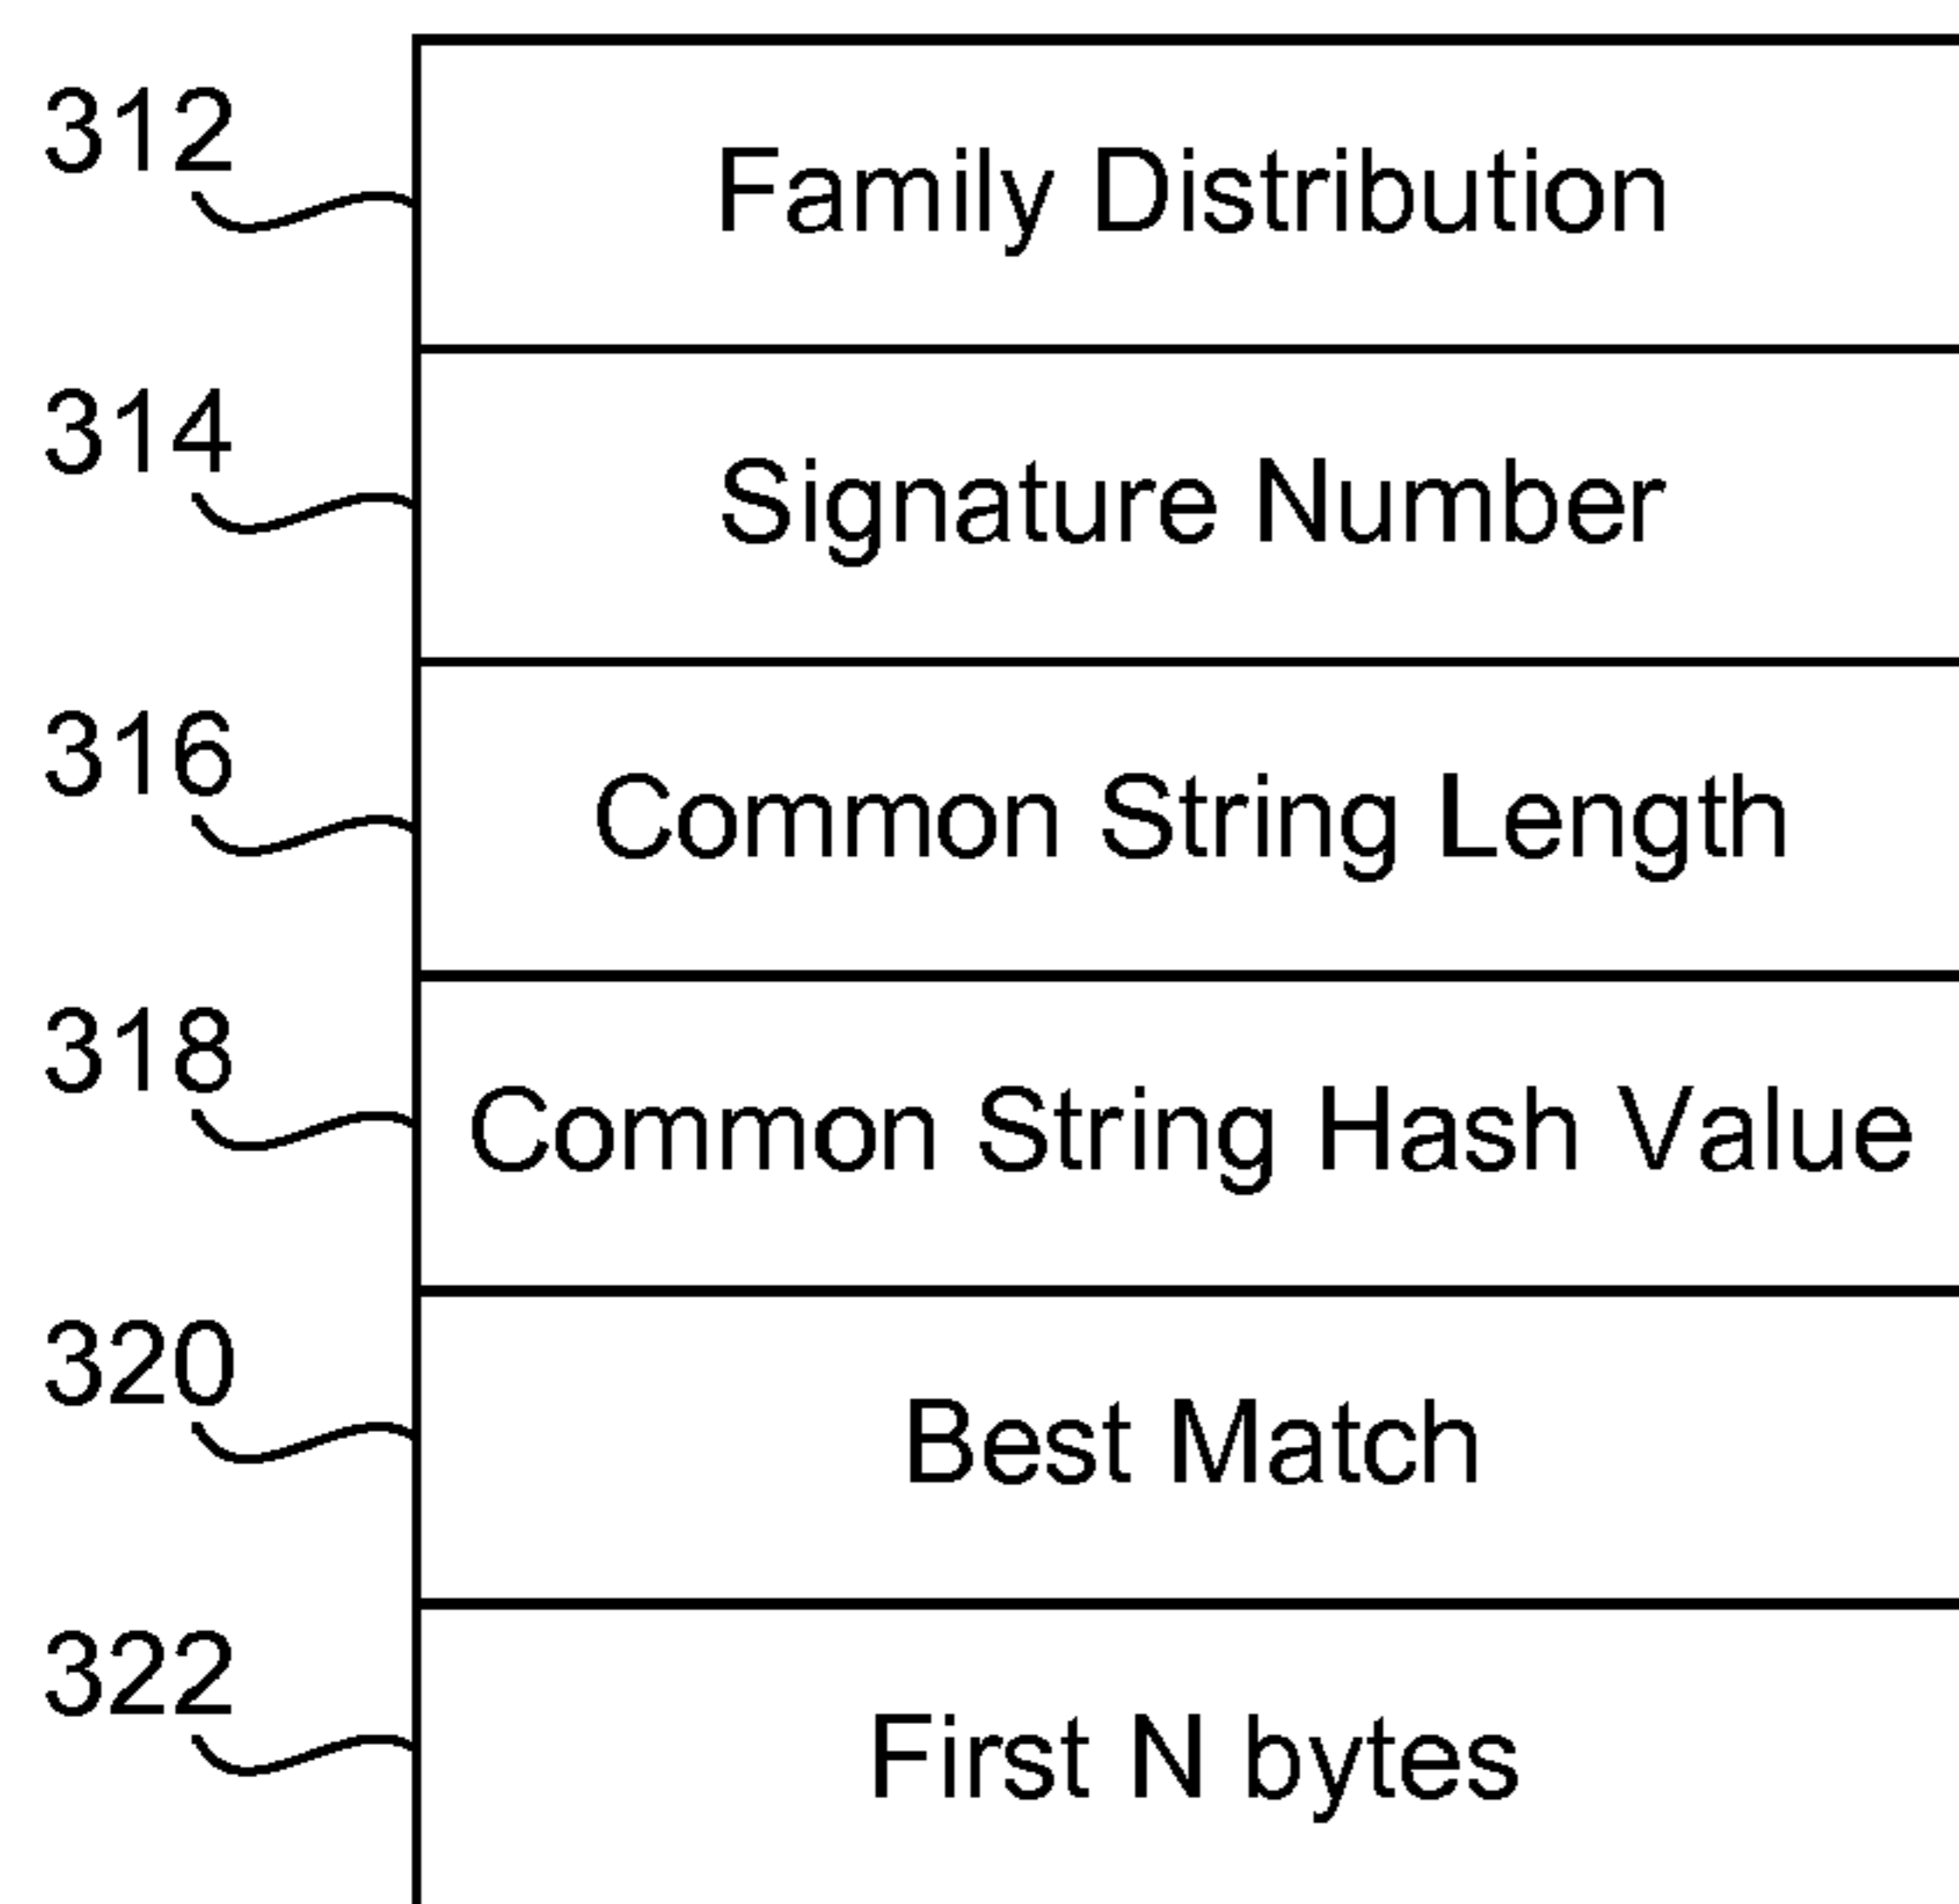 312
Family Distribution
314
Signature Number
316
Common String Length
318
Common String Hash Value
320
Best Match
322
First N bytes